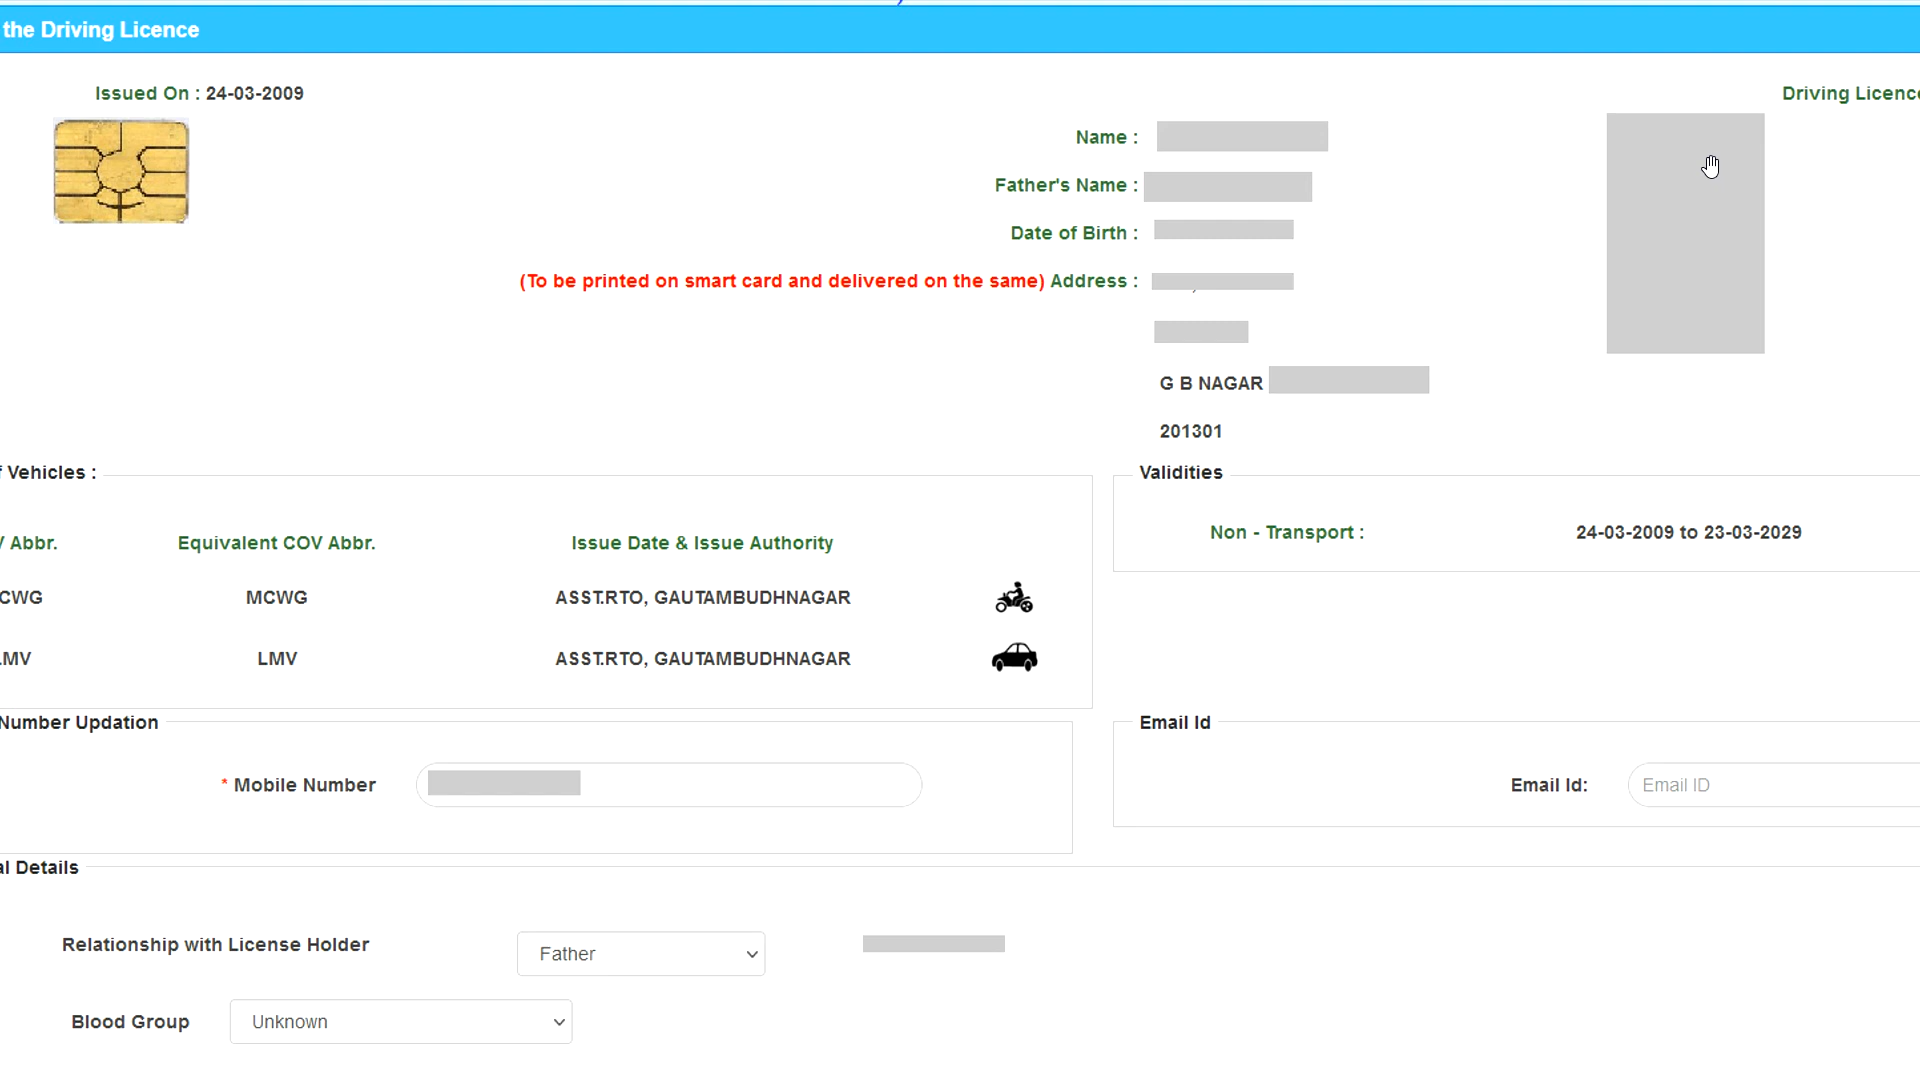 the Driving Licence
Issued On : 24-03-2009
Driving Licenc
Name :
Father's Name :
Date of Birth :
(To be printed on smart card and delivered on the same) Address :
G B NAGAR
201301
Vehicles :
Validities
Abbr. Equivalent COV Abbr. Issue Date & Issue Authority
Non - Transport : 24-03-2009 to 23-03-2029
CWG MCWG ASST.RTO, GAUTAMBUDHNAGAR
MV LMV ASST.RTO, GAUTAMBUDHNAGAR
Number Updation
Email Id
* Mobile Number
Email Id: Email ID
al Details
Relationship with License Holder Father
Blood Group Unknown